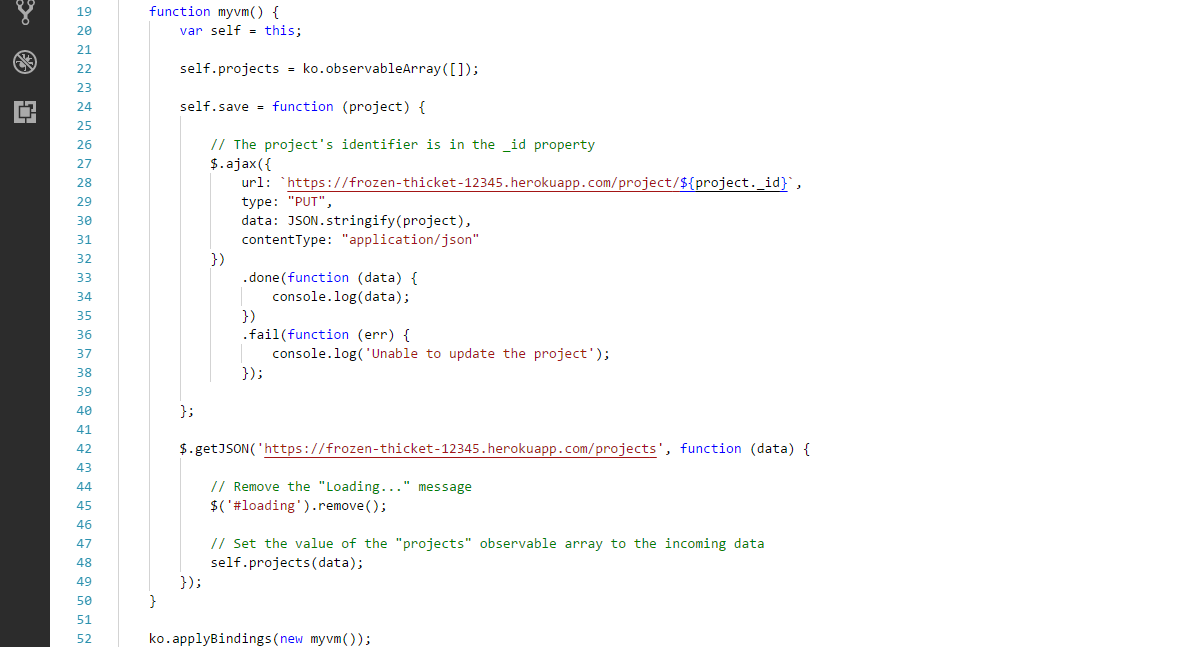 19 function myvm() {
20 var self = this;
21
22 self.projects = ko.observableArray([]);
23
24 self.save = function (project) {
25
26 // The project's identifier is in the _id property
27 $.ajax({
28 url: `https://frozen-thicket-12345.herokuapp.com/project/${project._id}`,
29 type: "PUT",
30 data: JSON.stringify(project),
31 contentType: "application/json"
32 })
33 .done(function (data) {
34 console.log(data);
35 })
36 .fail(function (err) {
37 console.log('Unable to update the project');
38 });
39
40 };
41
42 $.getJSON('https://frozen-thicket-12345.herokuapp.com/projects', function (data) {
43
44 // Remove the "Loading..." message
45 $('#loading').remove();
46
47 // Set the value of the "projects" observable array to the incoming data
48 self.projects(data);
49 });
50 }
51
52 ko.applyBindings(new myvm());